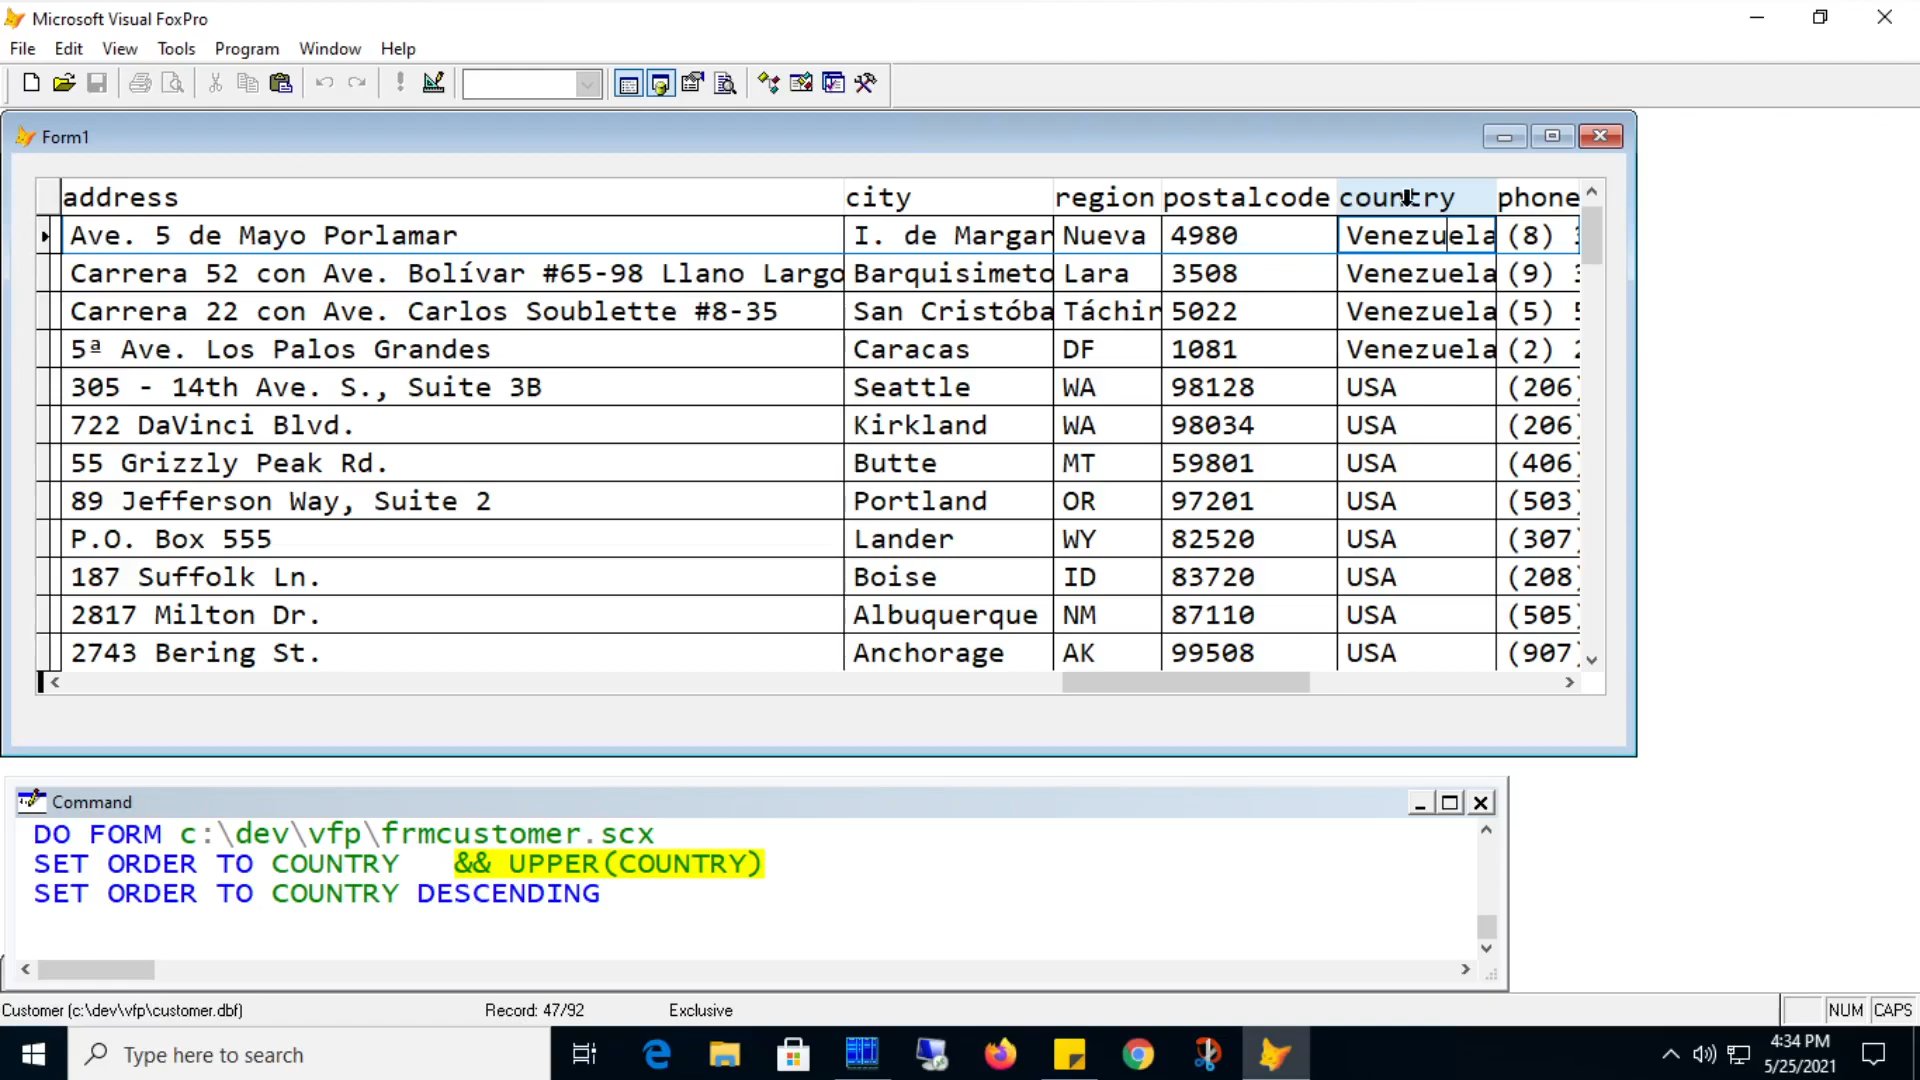 Microsoft Visual FoxPro
File Edit View Tools Program Window Help
Form1
address city region postalcode country phone
Ave. 5 de Mayo Porlamar I. de Margar Nueva 4980 Venezuela (8) 3
Carrera 52 con Ave. Bolívar #65-98 Llano Largo Barquisimeto Lara 3508 Venezuela (9) 3
Carrera 22 con Ave. Carlos Soublette #8-35 San Cristóba Táchir 5022 Venezuela (5) 5
5ª Ave. Los Palos Grandes Caracas DF 1081 Venezuela (2) 2
305 - 14th Ave. S., Suite 3B Seattle WA 98128 USA (206)
722 DaVinci Blvd. Kirkland WA 98034 USA (206)
55 Grizzly Peak Rd. Butte MT 59801 USA (406)
89 Jefferson Way, Suite 2 Portland OR 97201 USA (503)
P.O. Box 555 Lander WY 82520 USA (307)
187 Suffolk Ln. Boise ID 83720 USA (208)
2817 Milton Dr. Albuquerque NM 87110 USA (505)
2743 Bering St. Anchorage AK 99508 USA (907)
Command
DO FORM c:\dev\vfp\frmcustomer.scx
SET ORDER TO COUNTRY && UPPER(COUNTRY)
SET ORDER TO COUNTRY DESCENDING
Customer (c:\dev\vfp\customer.dbf) Record: 47/92 Exclusive NUM CAPS
Type here to search
4:34 PM
5/25/2021